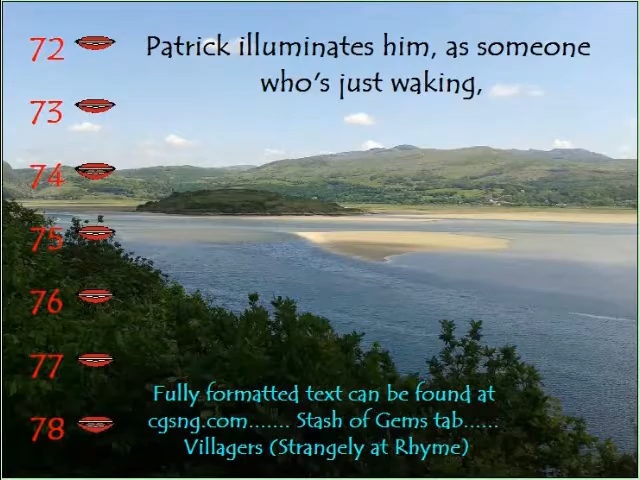 72
Patrick illuminates him, as someone
who's just waking,
73
74
75
76
77
78
Fully formatted text can be found at
cgsng.com....... Stash of Gems tab......
Villagers (Strangely at Rhyme)